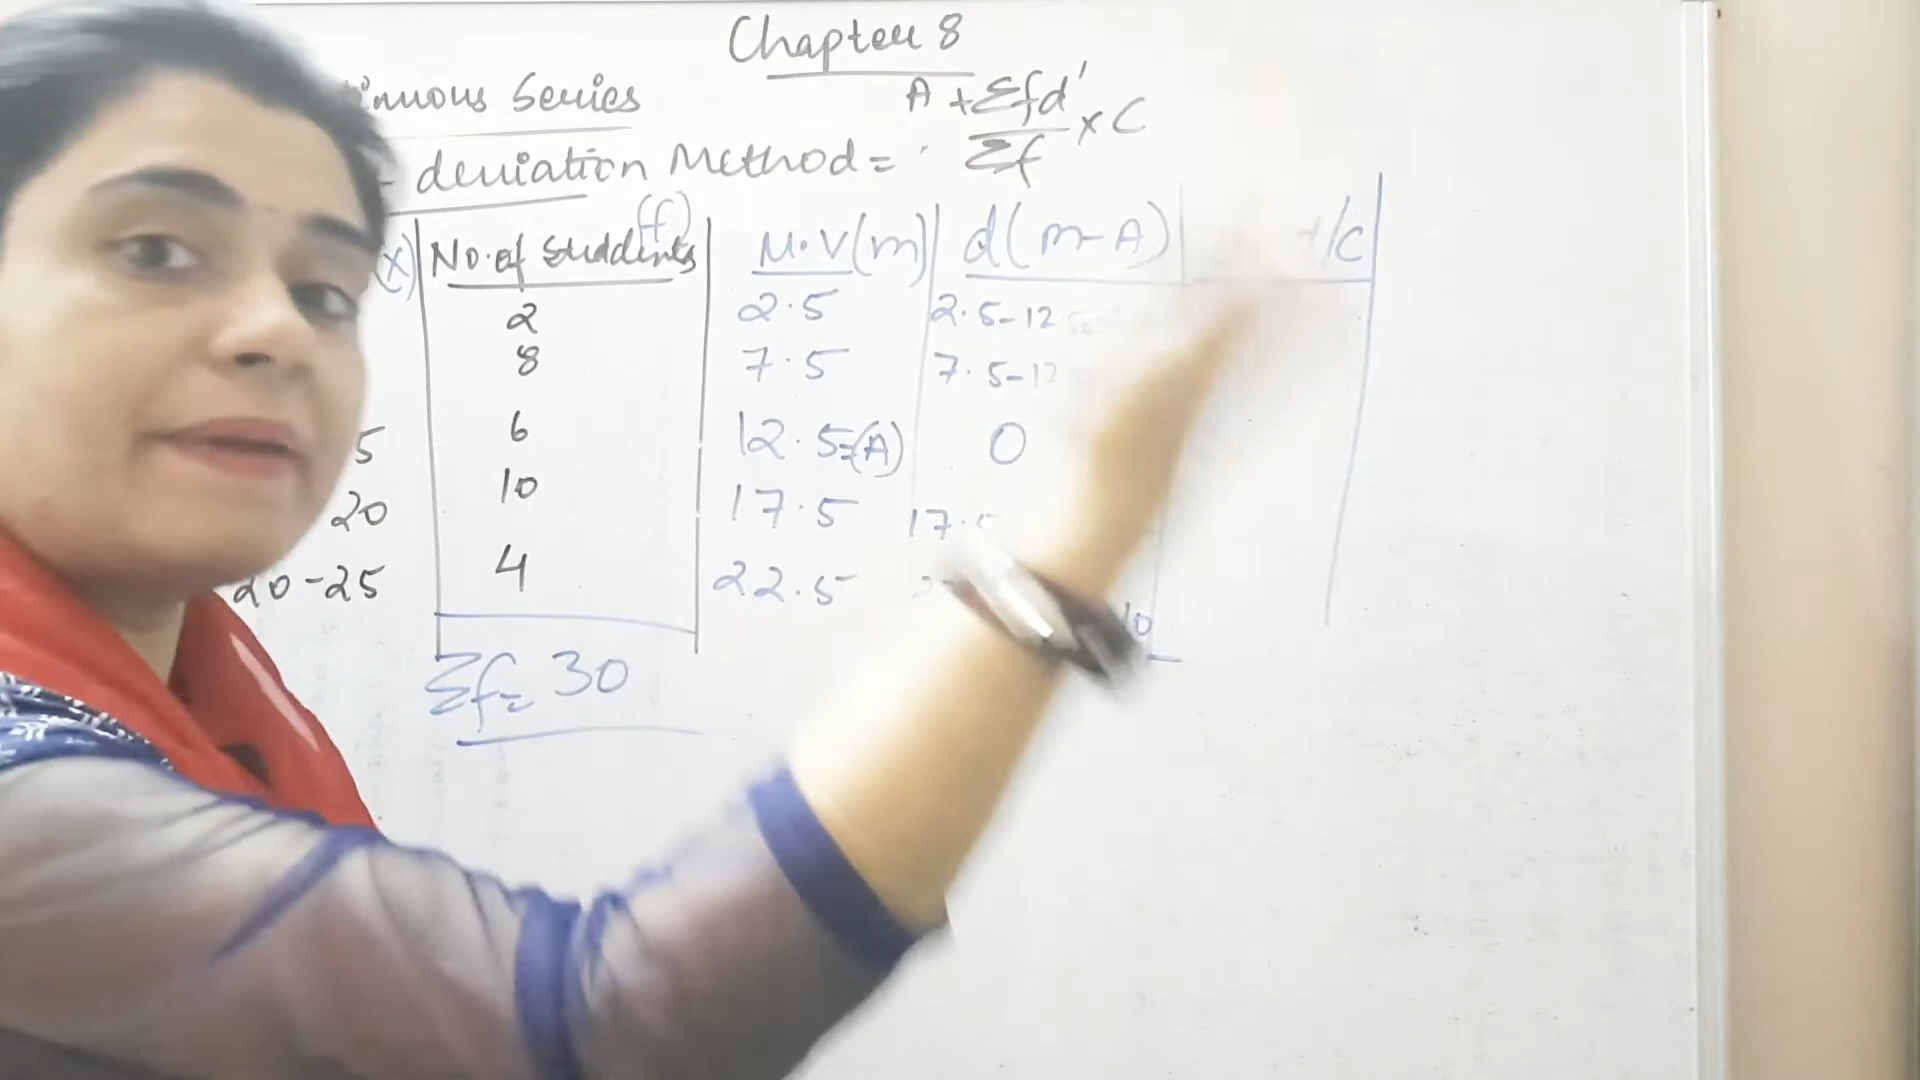 Chapter 8
tinuous Series
A + Σfd'
Σf × C
- deviation Method =
(X) No. of Students (f) M.V(m) d(m-A) /C
2 2.5 2.5-12
8 7.5 7.5-12
5 6 12.5=(A) 0
20 10 17.5 17.5
20-25 4 22.5 10
Σf= 30